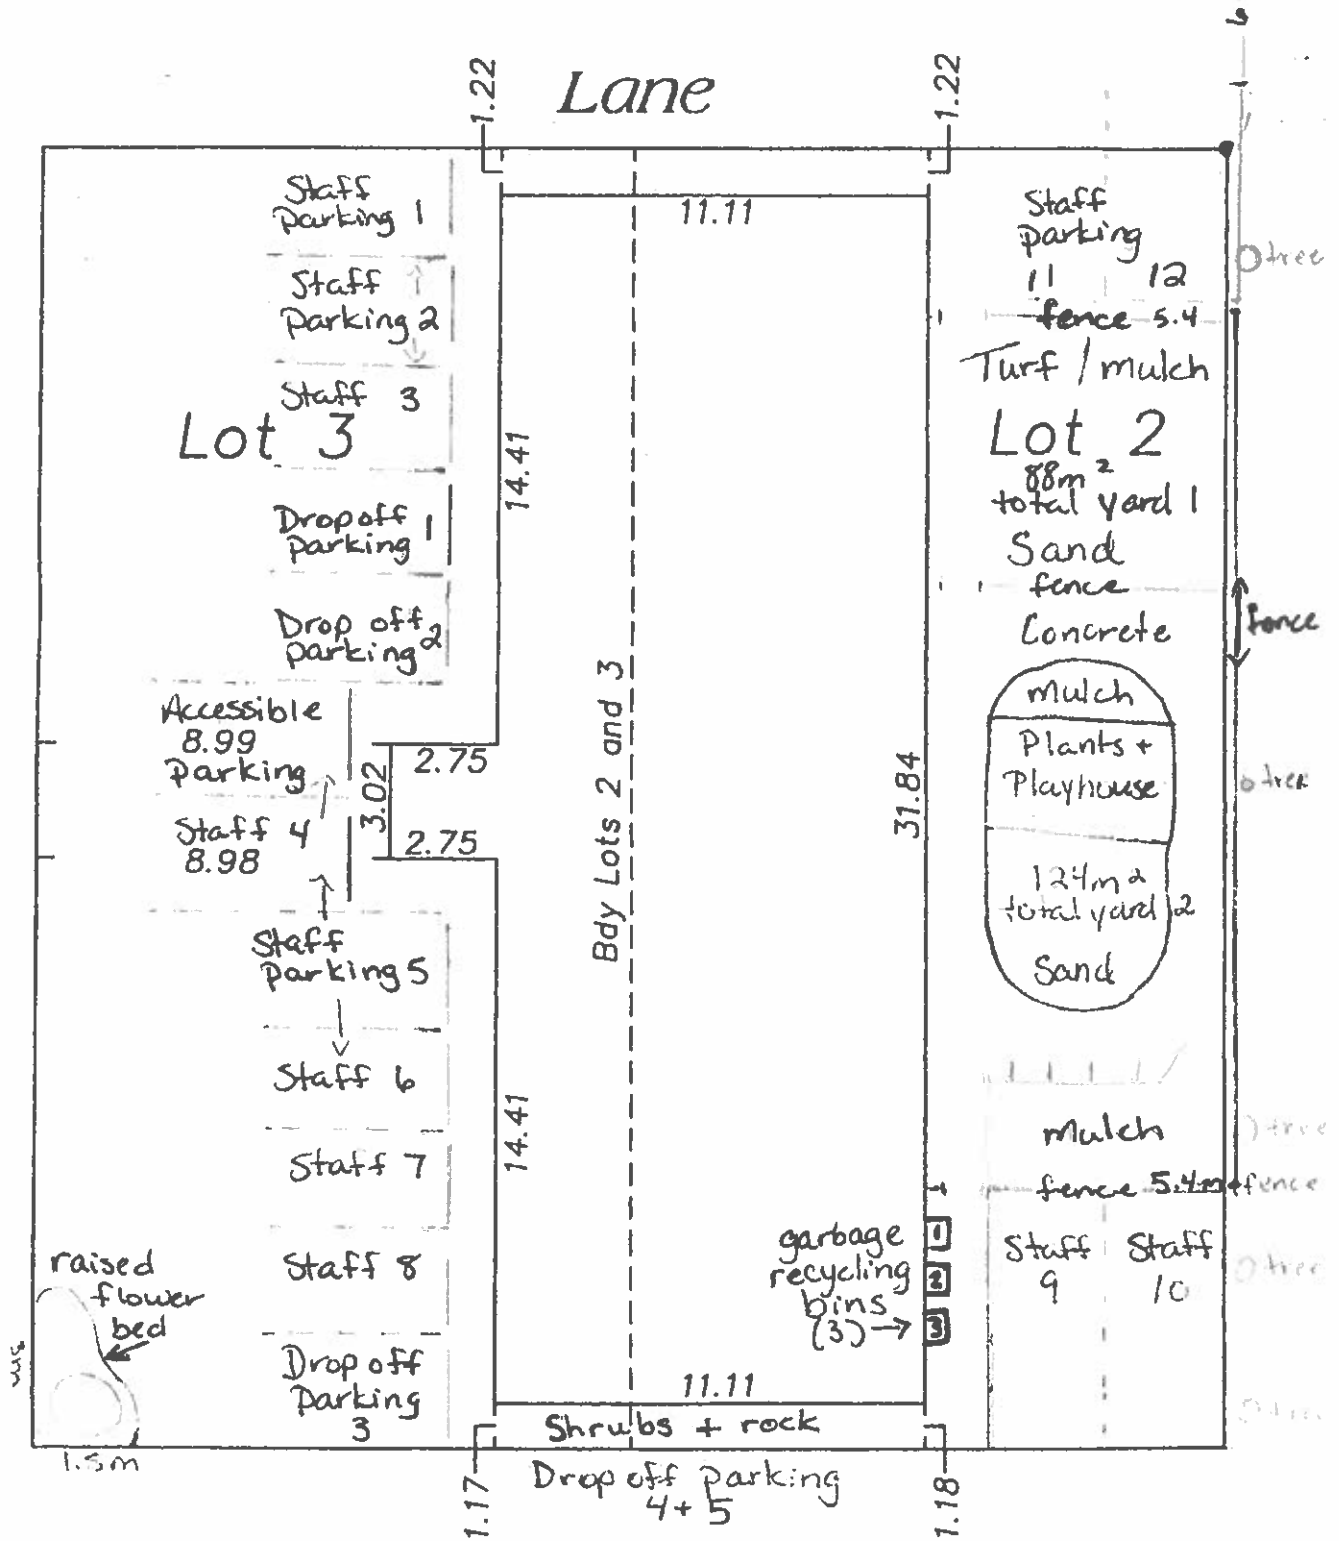 Lane
1.22
1.22
11.11
Staff
parking 1
Staff
parking 2
Staff 3
Lot 3
14.41
Drop off 1
parking
Drop off 2
parking
Accessible
8.99
parking
2.75
3.02
Staff 4
8.98
2.75
Staff
parking 5
Staff 6
14.41
Staff 7
Staff 8
raised
flower
bed
1.5m
Drop off
parking
3
Bdy Lots 2 and 3
31.84
garbage
recycling
bins
(3)
1
2
3
11.11
Shrubs + rock
Drop off parking
4+5
1.17
1.18
Staff
parking
11 12
fence 5.4
Turf / mulch
Lot 2
88m²
total yard 1
Sand
fence
Concrete
mulch
Plants +
Playhouse
124m²
total yard 2
Sand
mulch
fence 5.4m
fence
Staff Staff
9 10
tree
fence
tree
tree
tree